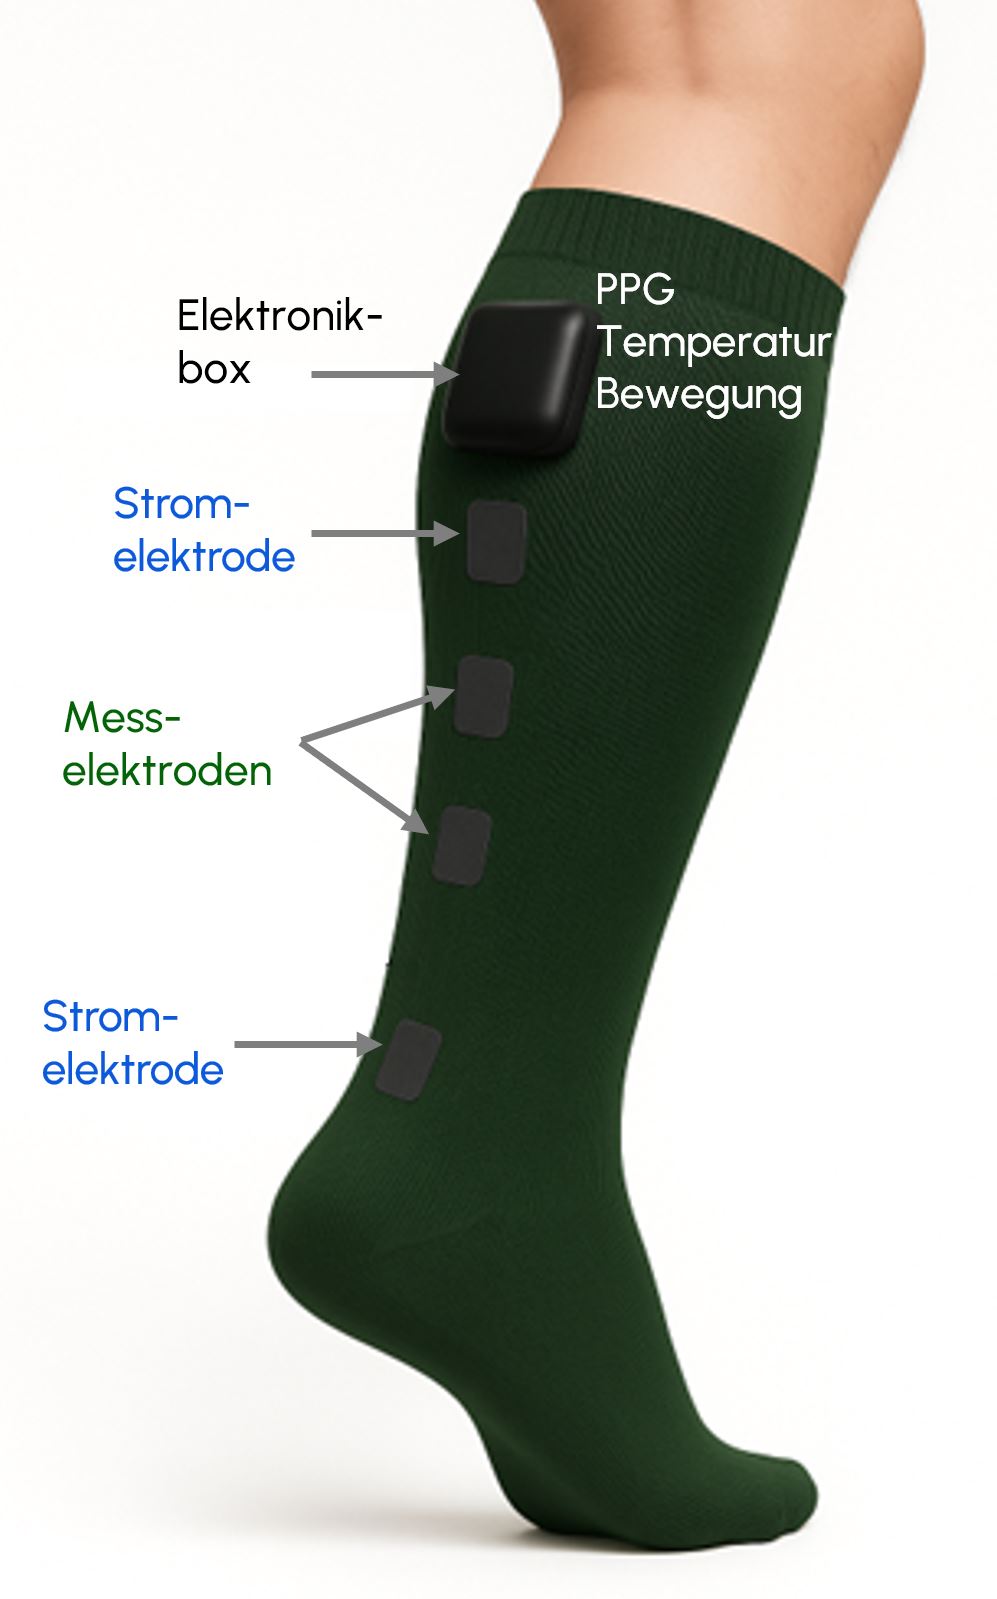 PPG
Elektronik-
Temperatur
box
Bewegung
Strom-
elektrode
Mess-
elektroden
Strom-
elektrode